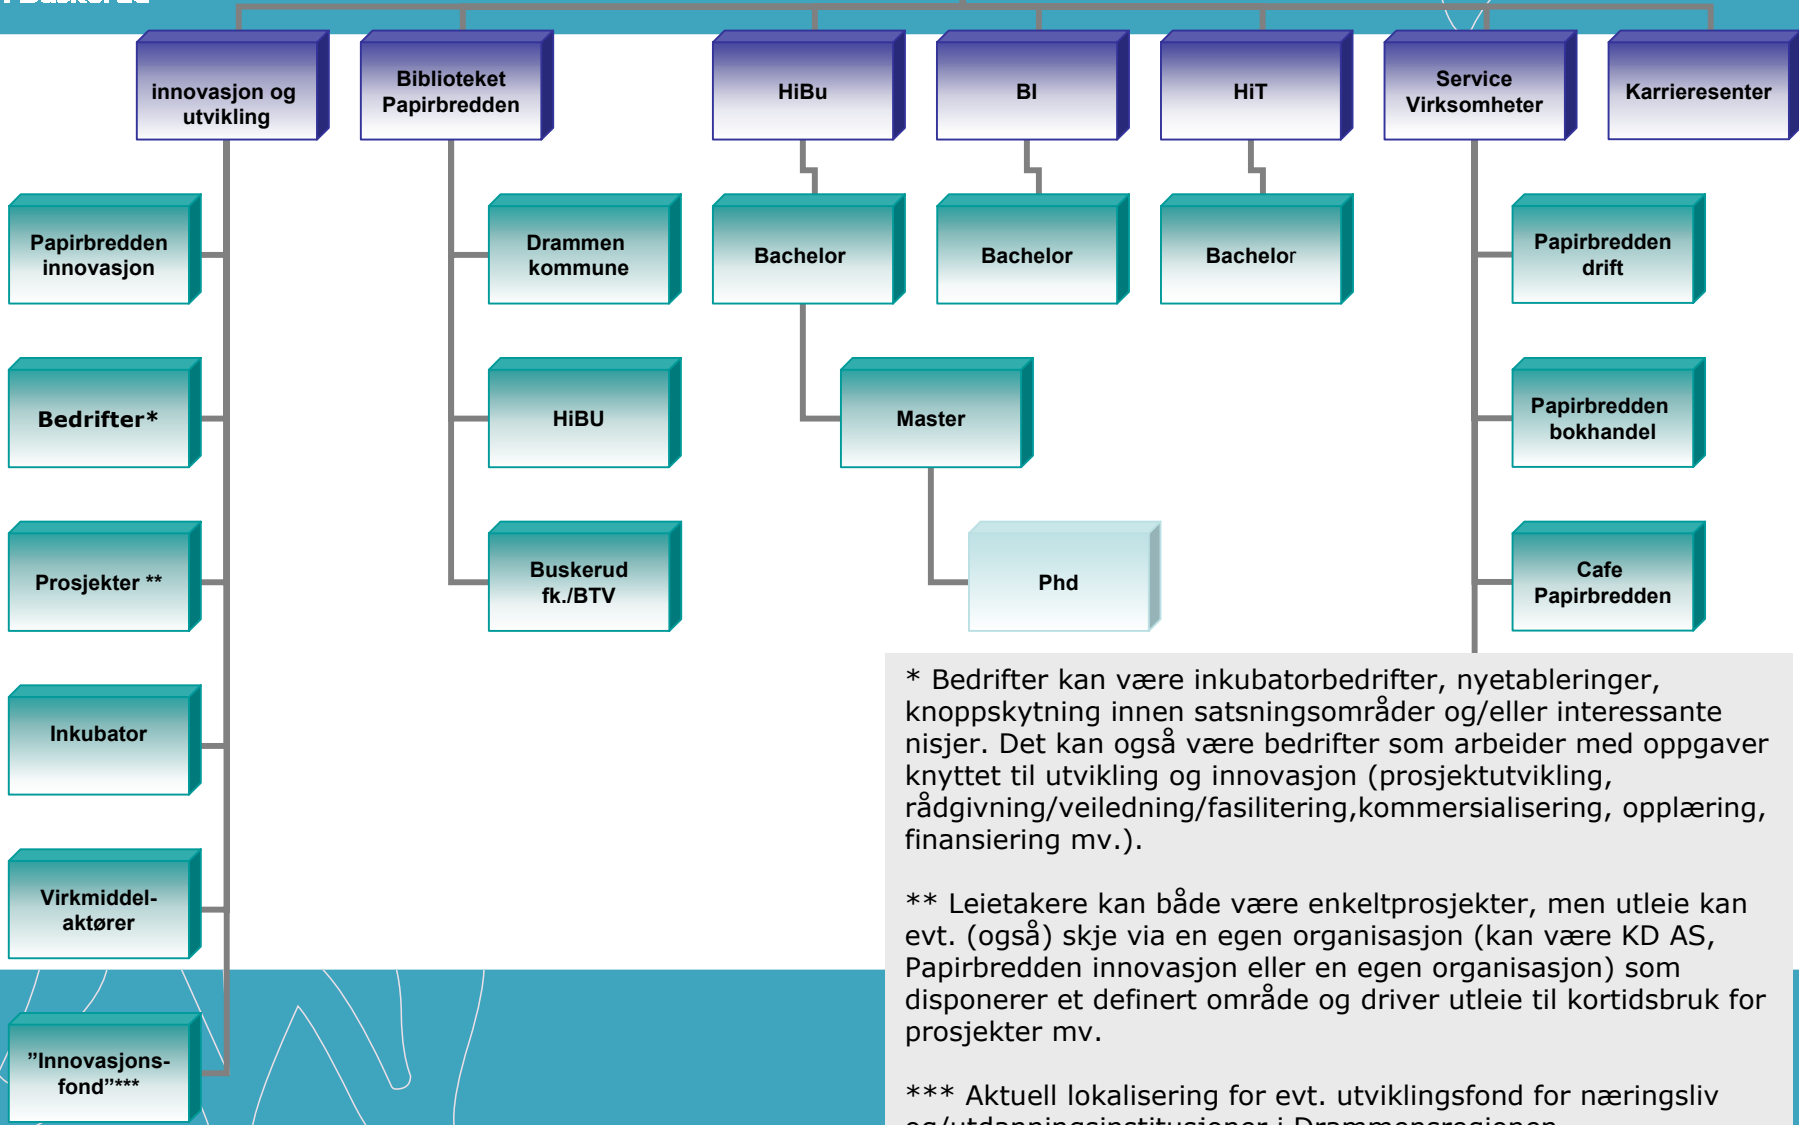 innovasjon og
utvikling
Biblioteket
Papirbredden
HiBu
BI
HiT
Service
Virksomheter
Karrieresenter
Papirbredden
innovasjon
Drammen
kommune
Bachelor
Bachelor
Bachelor
Papirbredden
drift
Bedrifter*
HiBU
Master
Papirbredden
bokhandel
Prosjekter **
Buskerud
fk./BTV
Phd
Cafe
Papirbredden
Inkubator
Virkmiddel-
aktører
”Innovasjons-
fond”***
* Bedrifter kan være inkubatorbedrifter, nyetableringer,
knoppskytning innen satsningsområder og/eller interessante
nisjer. Det kan også være bedrifter som arbeider med oppgaver
knyttet til utvikling og innovasjon (prosjektutvikling,
rådgivning/veiledning/fasilitering,kommersialisering, opplæring,
finansiering mv.).
** Leietakere kan både være enkeltprosjekter, men utleie kan
evt. (også) skje via en egen organisasjon (kan være KD AS,
Papirbredden innovasjon eller en egen organisasjon) som
disponerer et definert område og driver utleie til kortidsbruk for
prosjekter mv.
*** Aktuell lokalisering for evt. utviklingsfond for næringsliv
og/utdanningsinstitusjoner i Drammensregionen